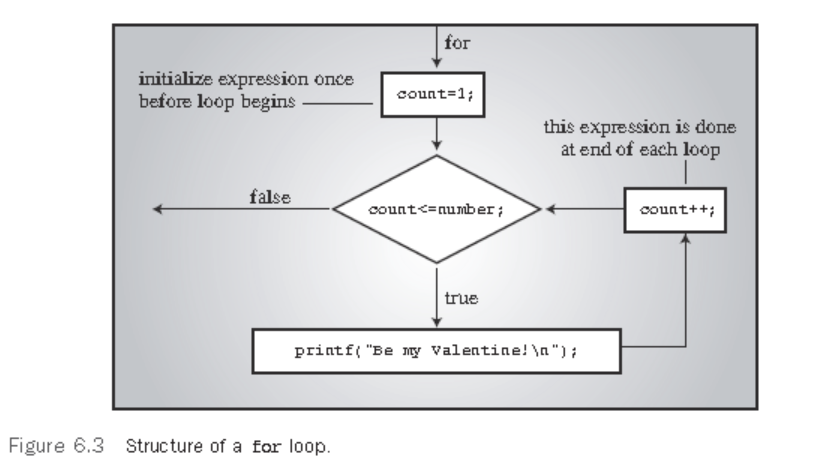 for
initialize expression once
before loop begins
count=1;
this expression is done
at end of each loop
false
count<=number;
count++;
true
printf("Be my Valentine!\n");
Figure 6.3 Structure of a for loop.